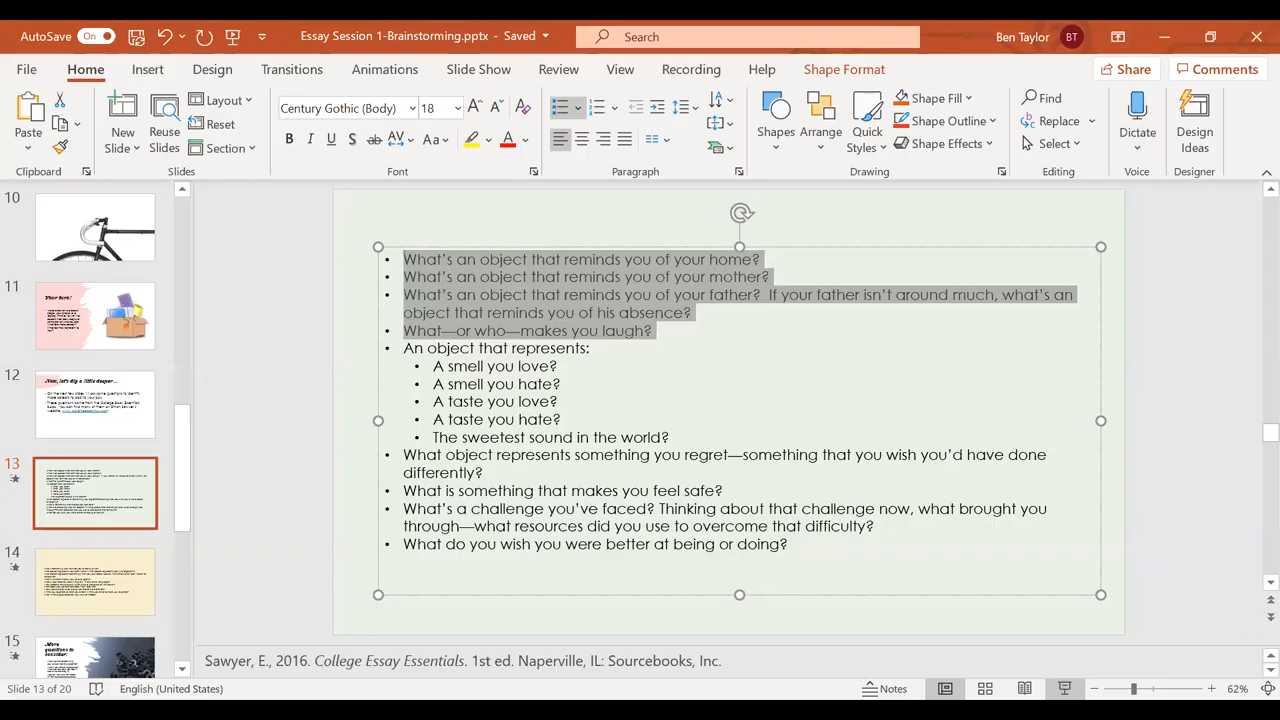 AutoSave On
Essay Session 1-Brainstorming.pptx - Saved
Search
Ben Taylor BT
File Home Insert Design Transitions Animations Slide Show Review View Recording Help Shape Format Share Comments
Paste
Clipboard
New Slide
Reuse Slides
Layout
Reset
Section
Slides
Century Gothic (Body) 18
B I U S ab AV Aa A
Font
Paragraph
Shapes
Arrange
Quick Styles
Shape Fill
Shape Outline
Shape Effects
Drawing
Find
Replace
Select
Editing
Dictate
Voice
Design Ideas
Designer
10
11
Your turn!
12
Now, let's dig a little deeper...
13
14
15
More questions to consider:
• What's an object that reminds you of your home?
• What's an object that reminds you of your mother?
• What's an object that reminds you of your father?  If your father isn't around much, what's an
object that reminds you of his absence?
• What—or who—makes you laugh?
• An object that represents:
• A smell you love?
• A smell you hate?
• A taste you love?
• A taste you hate?
• The sweetest sound in the world?
• What object represents something you regret—something that you wish you'd have done
differently?
• What is something that makes you feel safe?
• What's a challenge you've faced? Thinking about that challenge now, what brought you
through—what resources did you use to overcome that difficulty?
• What do you wish you were better at being or doing?
Sawyer, E., 2016. College Essay Essentials. 1st ed. Naperville, IL: Sourcebooks, Inc.
Slide 13 of 20 English (United States) Notes 62%